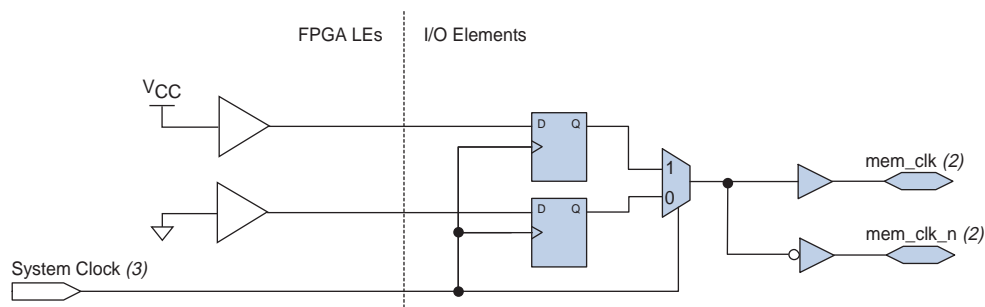 FPGA LEs
I/O Elements
VCC
D Q
1
mem_clk (2)
0
D Q
mem_clk_n (2)
System Clock (3)